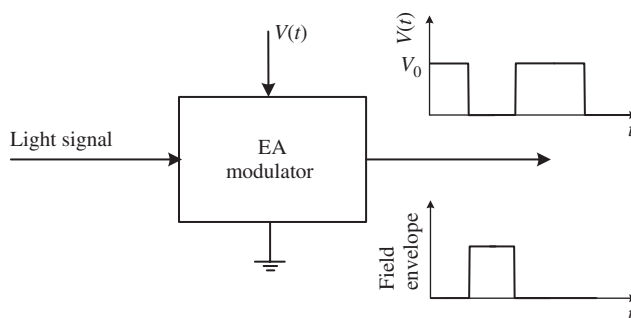 V(t)
Light signal
EA
modulator
V(t)
V₀
t
Field
envelope
t